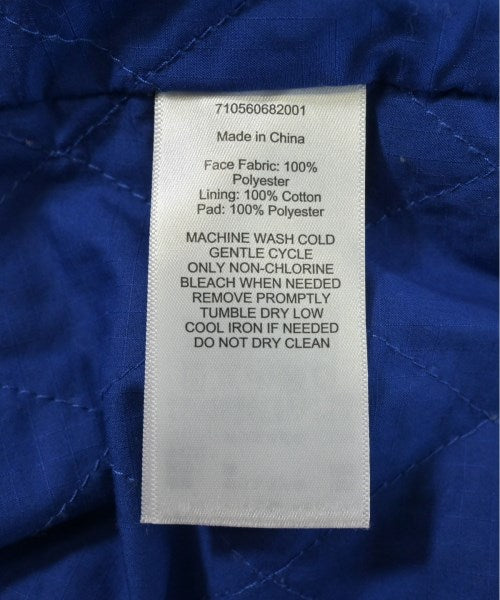 710560682001
Made in China
Face Fabric: 100%
Polyester
Lining: 100% Cotton
Pad: 100% Polyester
MACHINE WASH COLD
GENTLE CYCLE
ONLY NON-CHLORINE
BLEACH WHEN NEEDED
REMOVE PROMPTLY
TUMBLE DRY LOW
COOL IRON IF NEEDED
DO NOT DRY CLEAN